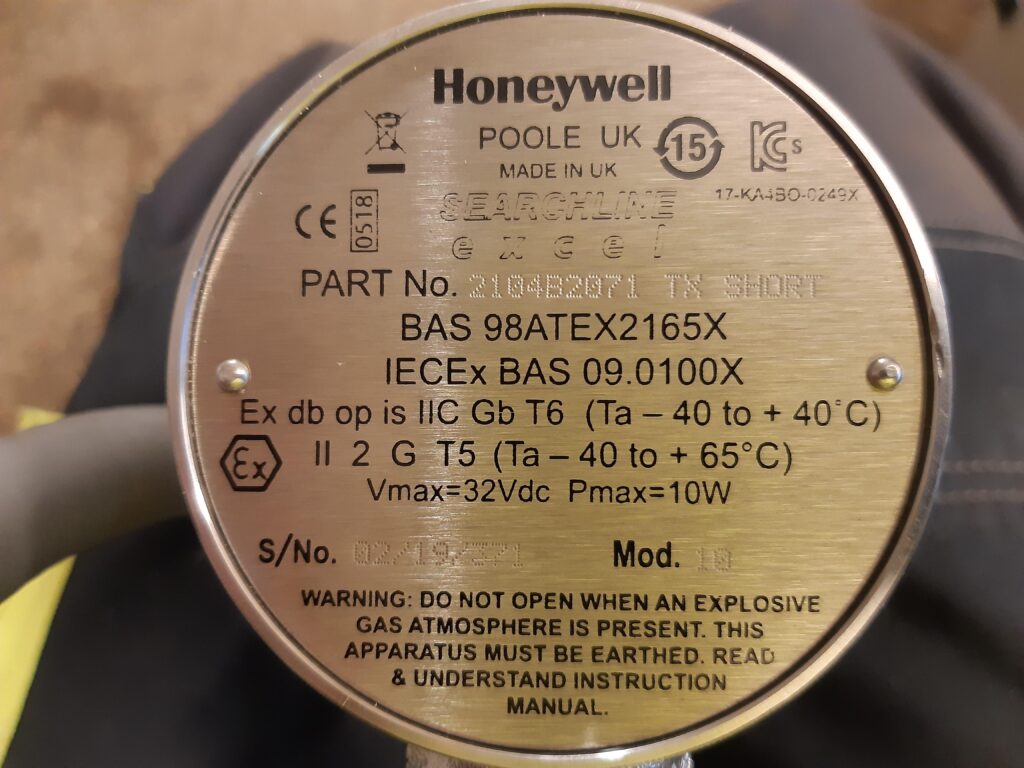 Honeywell
POOLE UK
15
MADE IN UK
17-KA4BO-0249X
CE 0518
SEARCHLINE
excel
PART No. 2104B2071 TX SHORT
BAS 98ATEX2165X
IECEx BAS 09.0100X
Ex db op is IIC Gb T6 (Ta – 40 to + 40°C)
Ex II 2 G T5 (Ta – 40 to + 65°C)
Vmax=32Vdc Pmax=10W
S/No. 02/19/371 Mod. 10
WARNING: DO NOT OPEN WHEN AN EXPLOSIVE
GAS ATMOSPHERE IS PRESENT. THIS
APPARATUS MUST BE EARTHED. READ
& UNDERSTAND INSTRUCTION
MANUAL.